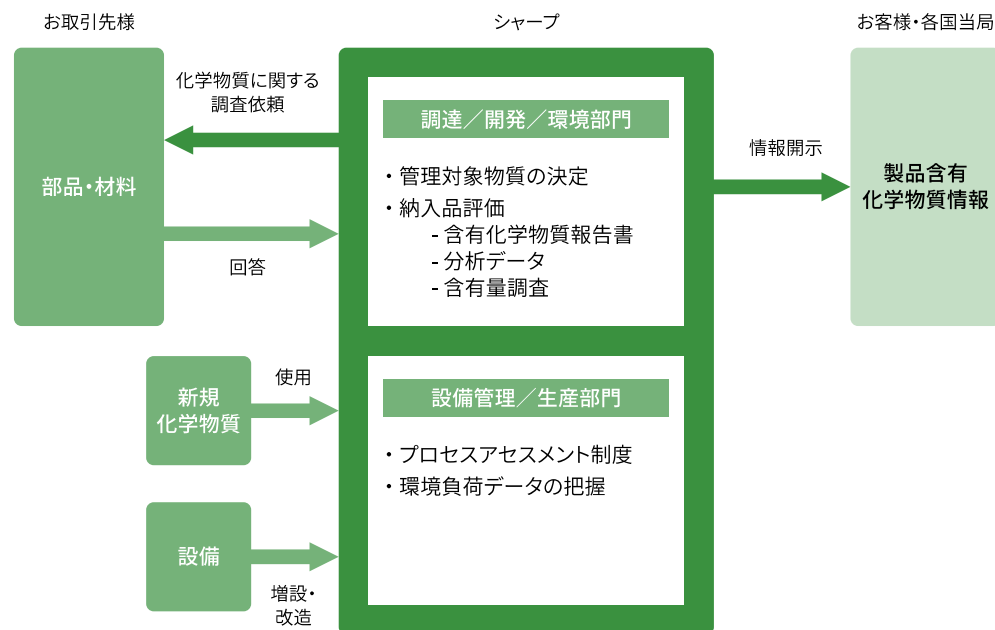 お取引先様
シャープ
お客様・各国当局
化学物質に関する
調査依頼
部品・材料
回答
調達／開発／環境部門
・管理対象物質の決定
・納入品評価
- 含有化学物質報告書
- 分析データ
- 含有量調査
情報開示
製品含有
化学物質情報
新規
化学物質
使用
設備管理／生産部門
・プロセスアセスメント制度
・環境負荷データの把握
設備
増設・
改造